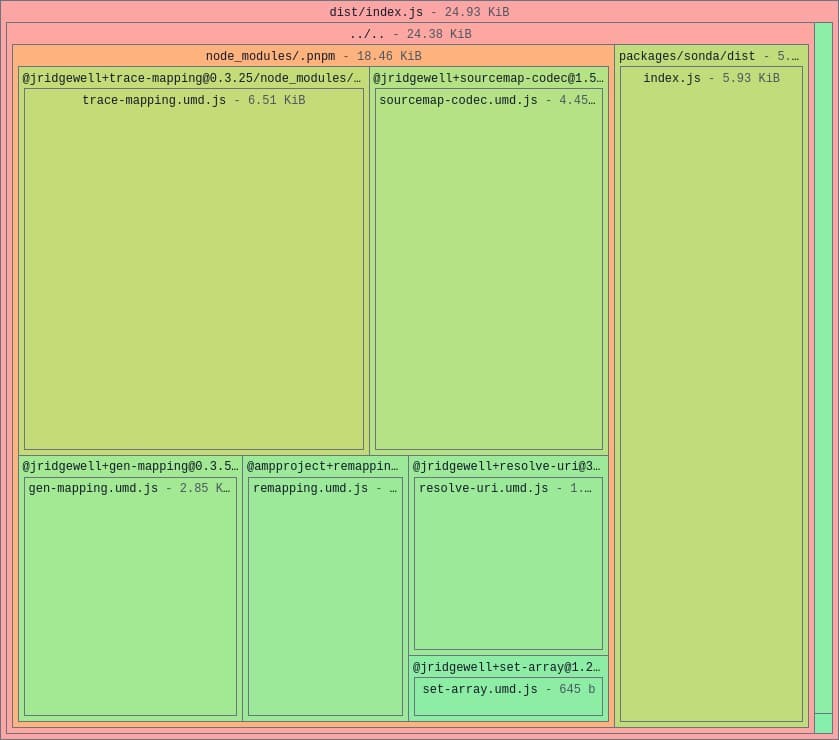 dist/index.js - 24.93 KiB
../.. - 24.38 KiB
node_modules/.pnpm - 18.46 KiB
packages/sonda/dist - 5.…
@jridgewell+trace-mapping@0.3.25/node_modules/…
@jridgewell+sourcemap-codec@1.5…
index.js - 5.93 KiB
trace-mapping.umd.js - 6.51 KiB
sourcemap-codec.umd.js - 4.45…
@jridgewell+gen-mapping@0.3.5…
@ampproject+remappin…
@jridgewell+resolve-uri@3…
gen-mapping.umd.js - 2.85 K…
remapping.umd.js - …
resolve-uri.umd.js - 1.…
@jridgewell+set-array@1.2…
set-array.umd.js - 645 b